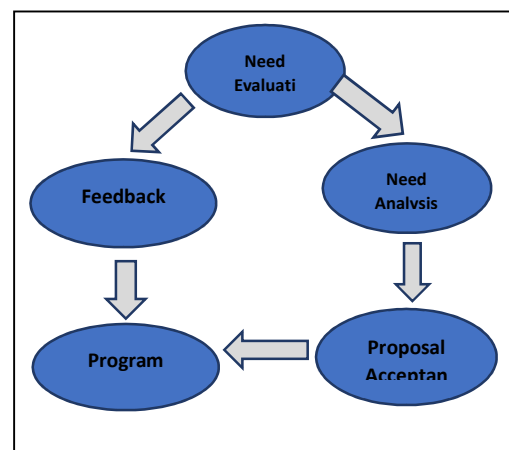 Need
Evaluati
Feedback
Need
Analysis
Program
Proposal
Acceptan